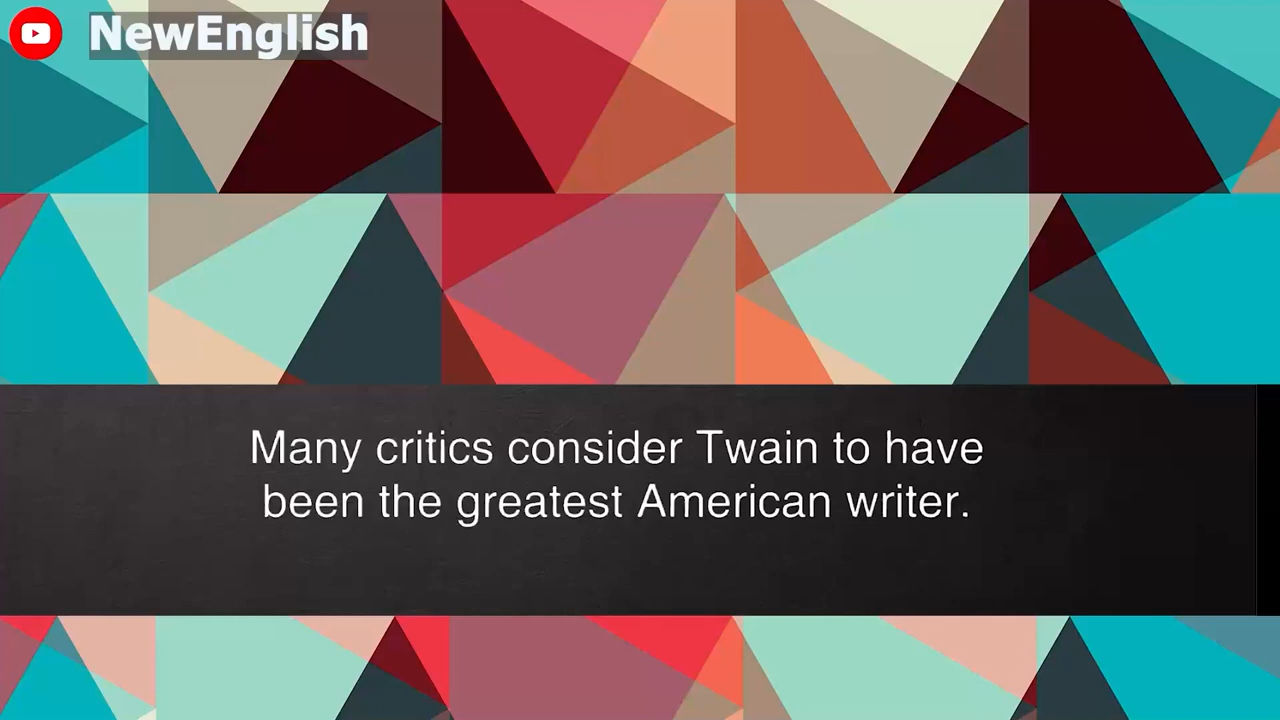 NewEnglish
Many critics consider Twain to have
been the greatest American writer.